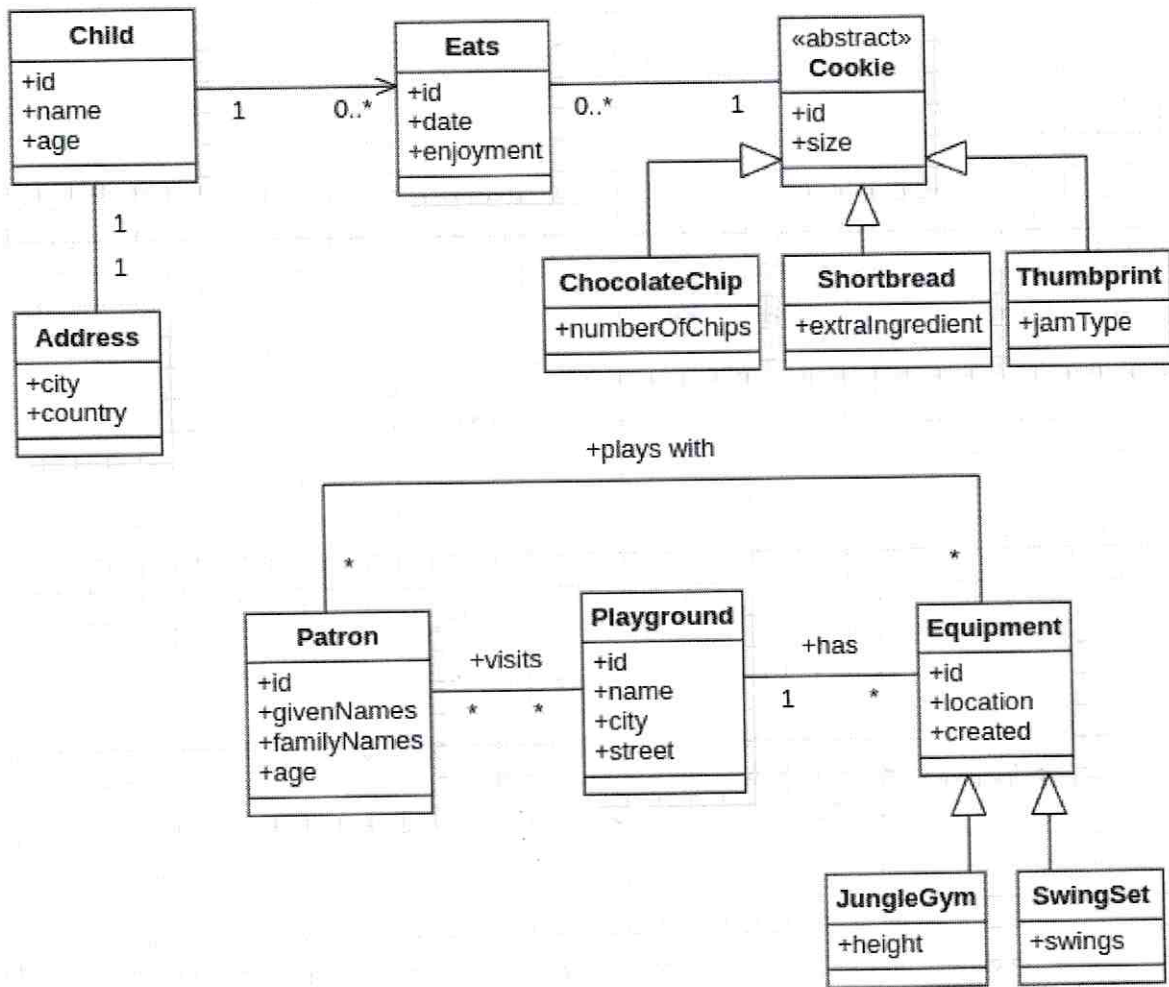 Child
+id
+name
+age
1
0..*
Eats
+id
+date
+enjoyment
0..*
1
«abstract»
Cookie
+id
+size
1
1
Address
+city
+country
ChocolateChip
+numberOfChips
Shortbread
+extraIngredient
Thumbprint
+jamType
+plays with
*
*
Patron
+id
+givenNames
+familyNames
+age
+visits
*
*
Playground
+id
+name
+city
+street
+has
1
*
Equipment
+id
+location
+created
JungleGym
+height
SwingSet
+swings